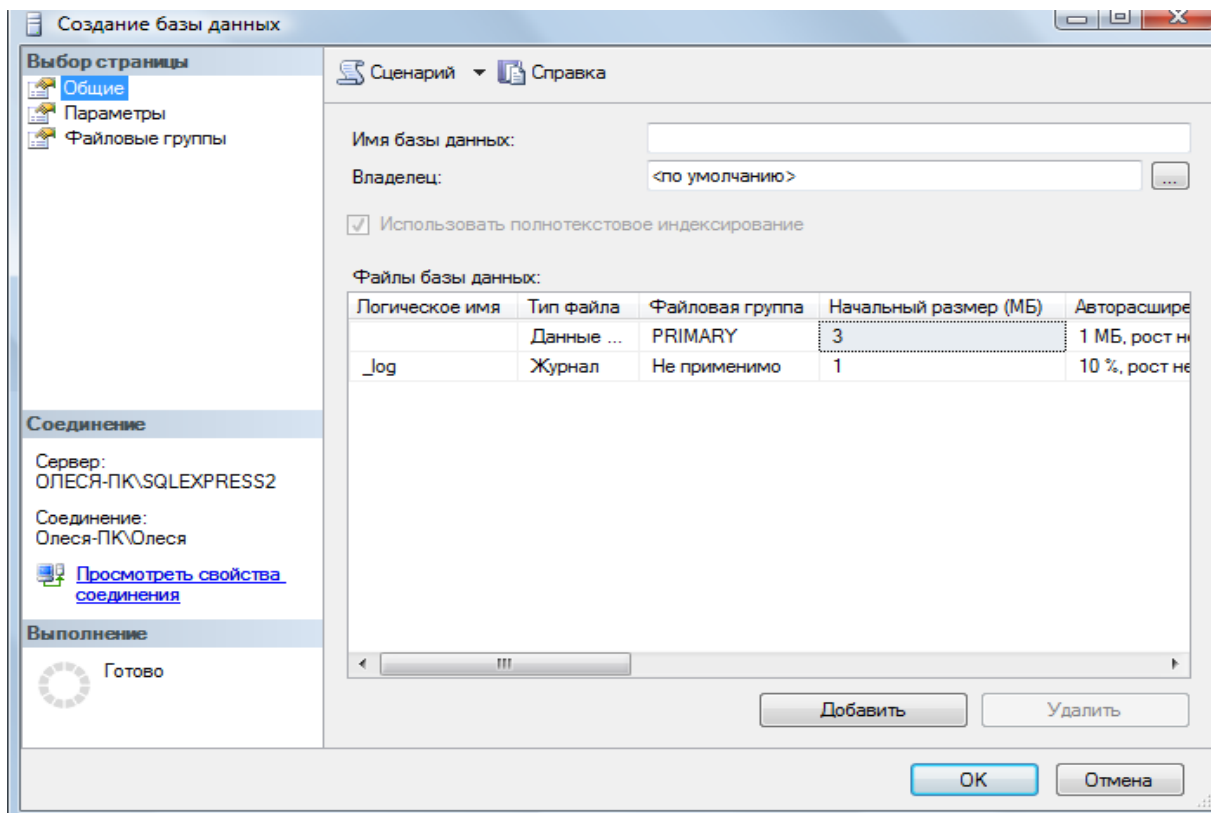 Создание базы данных
Выбор страницы
Общие
Параметры
Файловые группы
Сценарий
Справка
Имя базы данных:
Владелец:
<по умолчанию>
...
Использовать полнотекстовое индексирование
Файлы базы данных:
Логическое имя Тип файла Файловая группа Начальный размер (МБ) Авторасшире
Данные ... PRIMARY 3 1 МБ, рост н
_log Журнал Не применимо 1 10 %, рост не
Соединение
Сервер:
ОЛЕСЯ-ПК\SQLEXPRESS2
Соединение:
Олеся-ПК\Олеся
Просмотреть свойства
соединения
Выполнение
Готово
Добавить
Удалить
ОК
Отмена